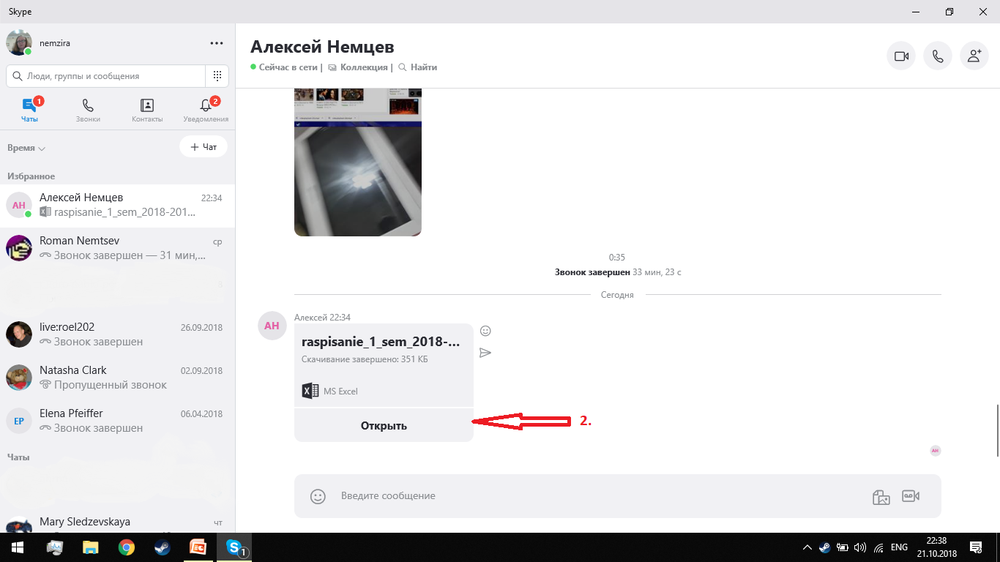 Skype
nemzira
Люди, группы и сообщения
1
2
Чаты
Звонки
Контакты
Уведомления
Время
+ Чат
Избранное
АН
Алексей Немцев
22:34
raspisanie_1_sem_2018-201...
Roman Nemtsev
ср
Звонок завершен — 31 мин,...
live:roel202
26.09.2018
Звонок завершен
Natasha Clark
02.09.2018
Пропущенный звонок
EP
Elena Pfeiffer
06.04.2018
Звонок завершен
Чаты
Mary Sledzevskaya
чт
Алексей Немцев
Сейчас в сети |
Коллекция |
Найти
0:35
Звонок завершен 33 мин, 23 с
Сегодня
АН
Алексей 22:34
raspisanie_1_sem_2018-...
Скачивание завершено: 351 КБ
MS Excel
Открыть
2.
АН
Введите сообщение
1
ENG
22:38
21.10.2018